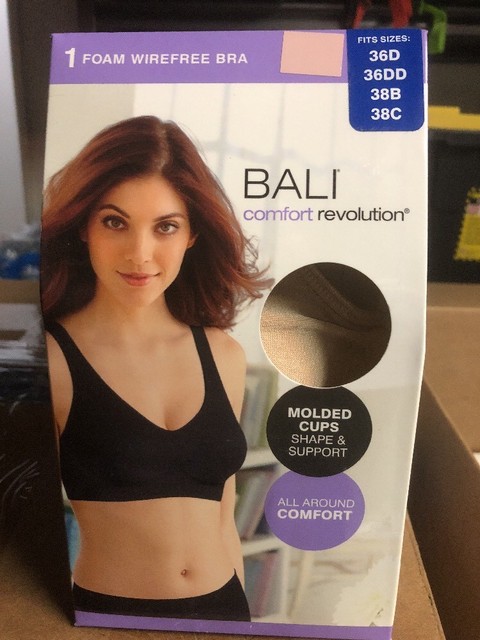 1 FOAM WIREFREE BRA
FITS SIZES:
36D
36DD
38B
38C
BALI
comfort revolution®
MOLDED
CUPS
SHAPE &
SUPPORT
ALL AROUND
COMFORT